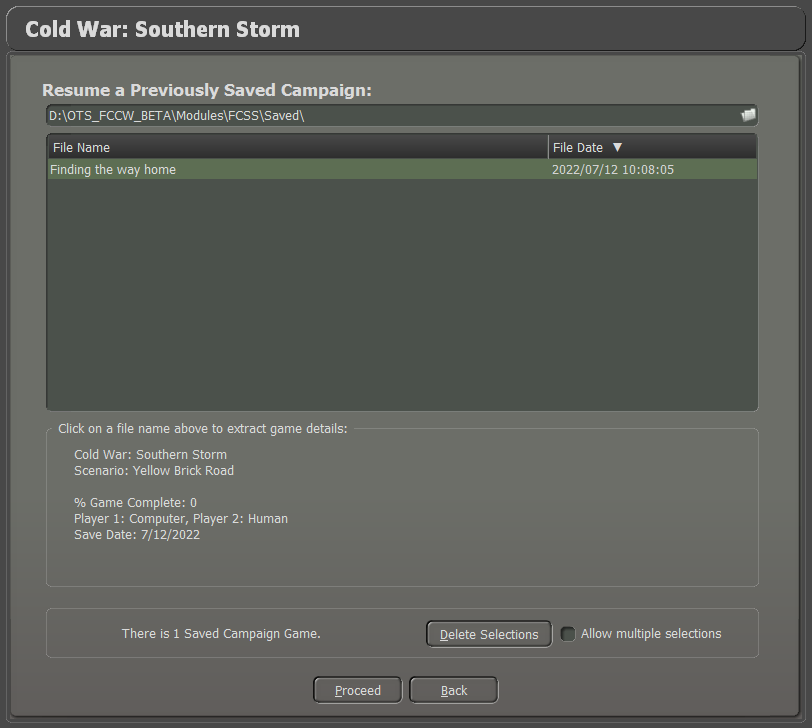 Cold War: Southern Storm
Resume a Previously Saved Campaign:
D:\OTS_FCCW_BETA\Modules\FCSS\Saved\
File Name File Date ▼
Finding the way home 2022/07/12 10:08:05
Click on a file name above to extract game details:
Cold War: Southern Storm
Scenario: Yellow Brick Road
% Game Complete: 0
Player 1: Computer, Player 2: Human
Save Date: 7/12/2022
There is 1 Saved Campaign Game. Delete Selections Allow multiple selections
Proceed Back